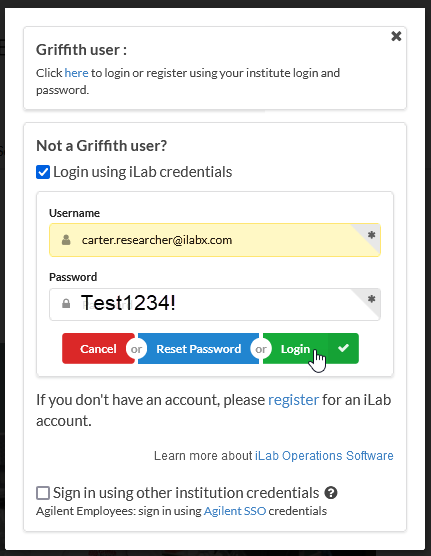 Griffith user :
Click here to login or register using your institute login and
password.
Not a Griffith user?
Login using iLab credentials
Username
carter.researcher@ilabx.com
*
Password
Test1234!
*
Cancel or Reset Password or Login
If you don't have an account, please register for an iLab
account.
Learn more about iLab Operations Software
Sign in using other institution credentials ?
Agilent Employees: sign in using Agilent SSO credentials